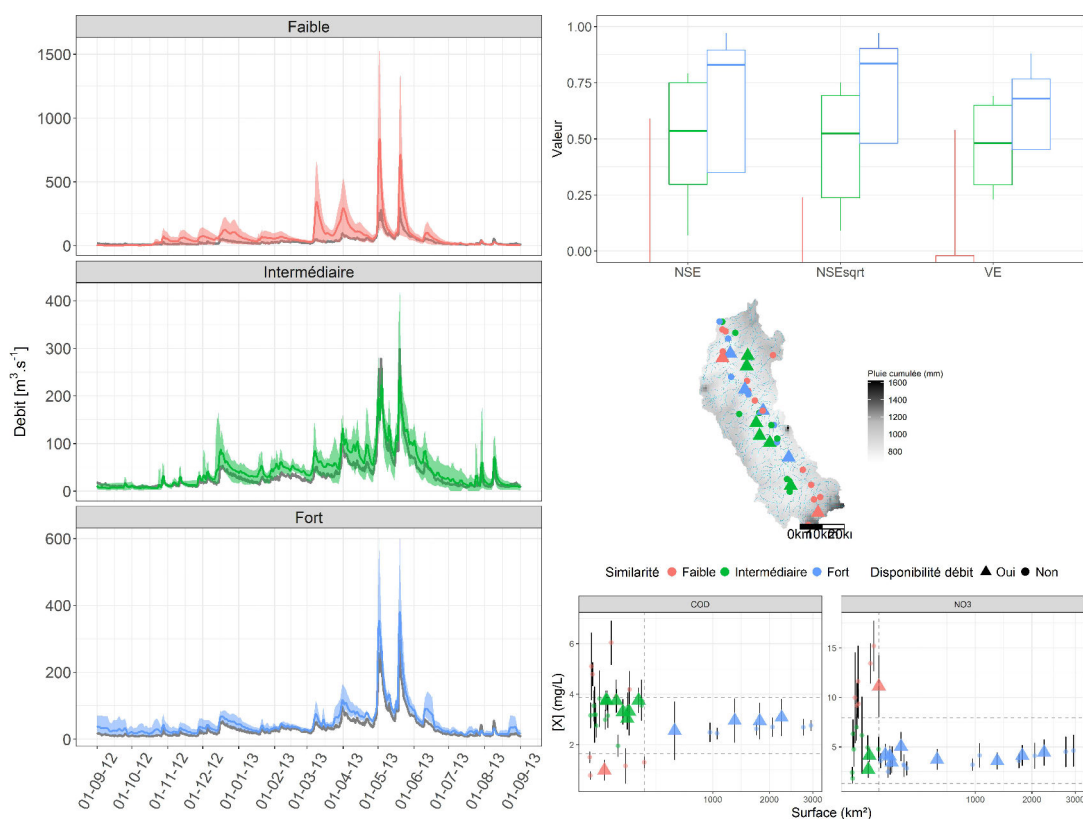 Faible
1500
1000
500
0
Intermédiaire
400
300
200
100
0
Fort
600
400
200
0
Debit [m³.s⁻¹]
01-09-12
01-10-12
01-11-12
01-12-12
01-01-13
01-02-13
01-03-13
01-04-13
01-05-13
01-06-13
01-07-13
01-08-13
01-09-13
1.00
0.75
0.50
0.25
0.00
Valeur
NSE
NSEsqrt
VE
Pluie cumulée (mm)
1600
1400
1200
1000
800
0km 10km 20km
Similarité Faible Intermédiaire Fort Disponibilité débit Oui Non
COD
NO3
[X] (mg/L)
6
4
2
15
10
5
1000 2000 3000
1000 2000 3000
Surface (km²)